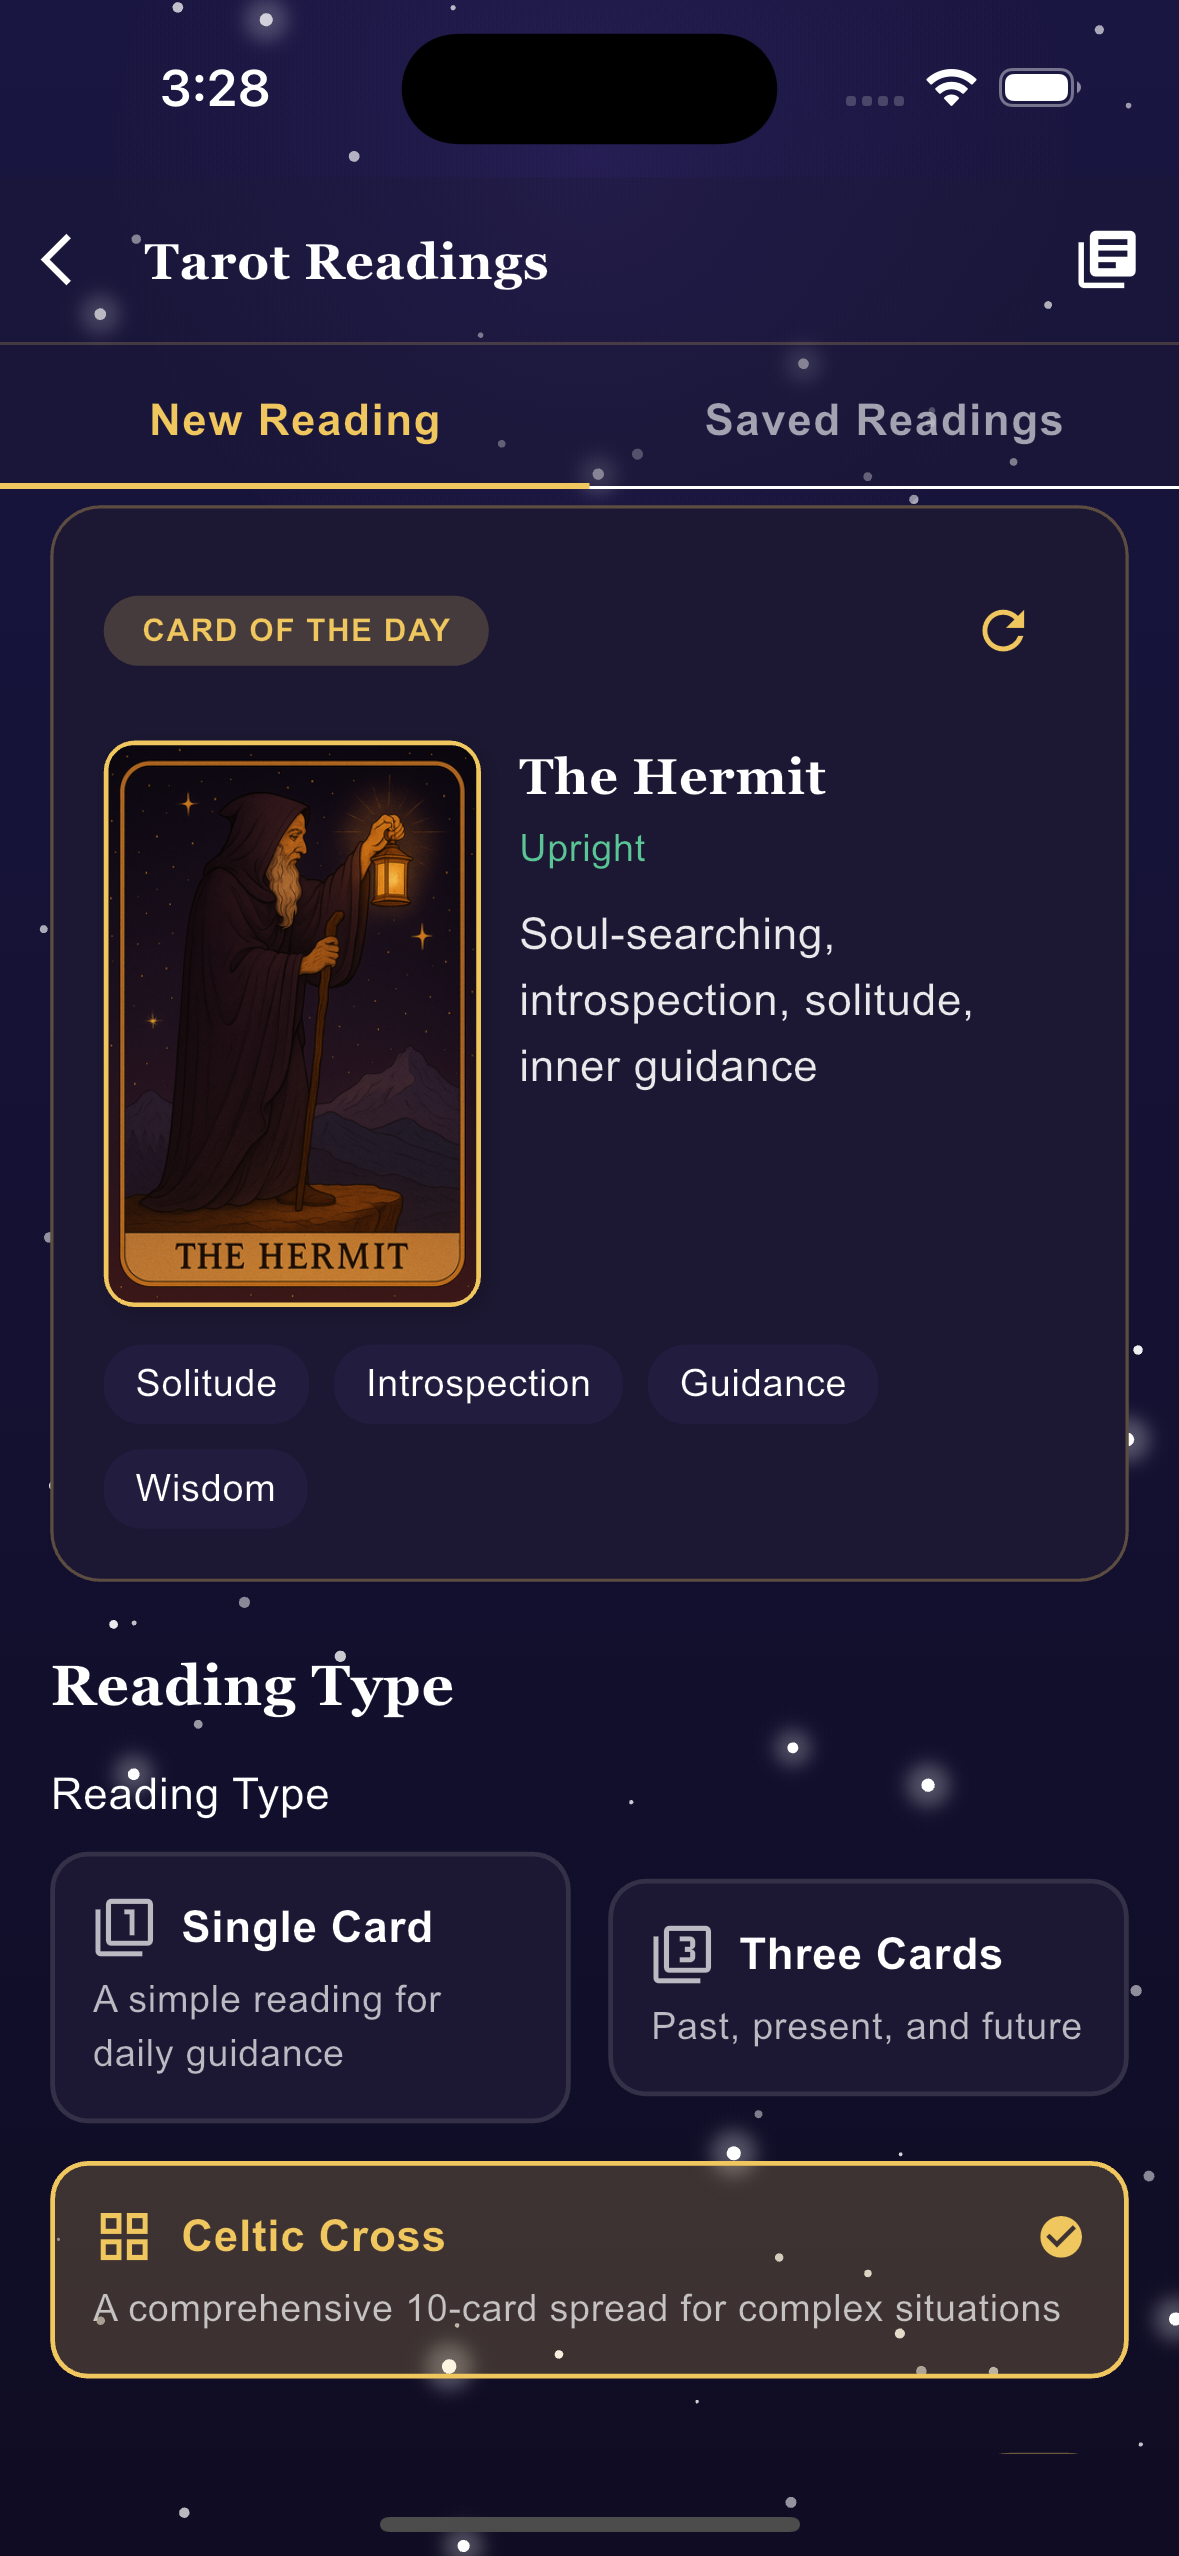 3:28
Tarot Readings
New Reading
Saved Readings
CARD OF THE DAY
The Hermit
Upright
Soul-searching,
introspection, solitude,
inner guidance
THE HERMIT
Solitude
Introspection
Guidance
Wisdom
Reading Type
Reading Type
1
Single Card
A simple reading for
daily guidance
3
Three Cards
Past, present, and future
Celtic Cross
A comprehensive 10-card spread for complex situations